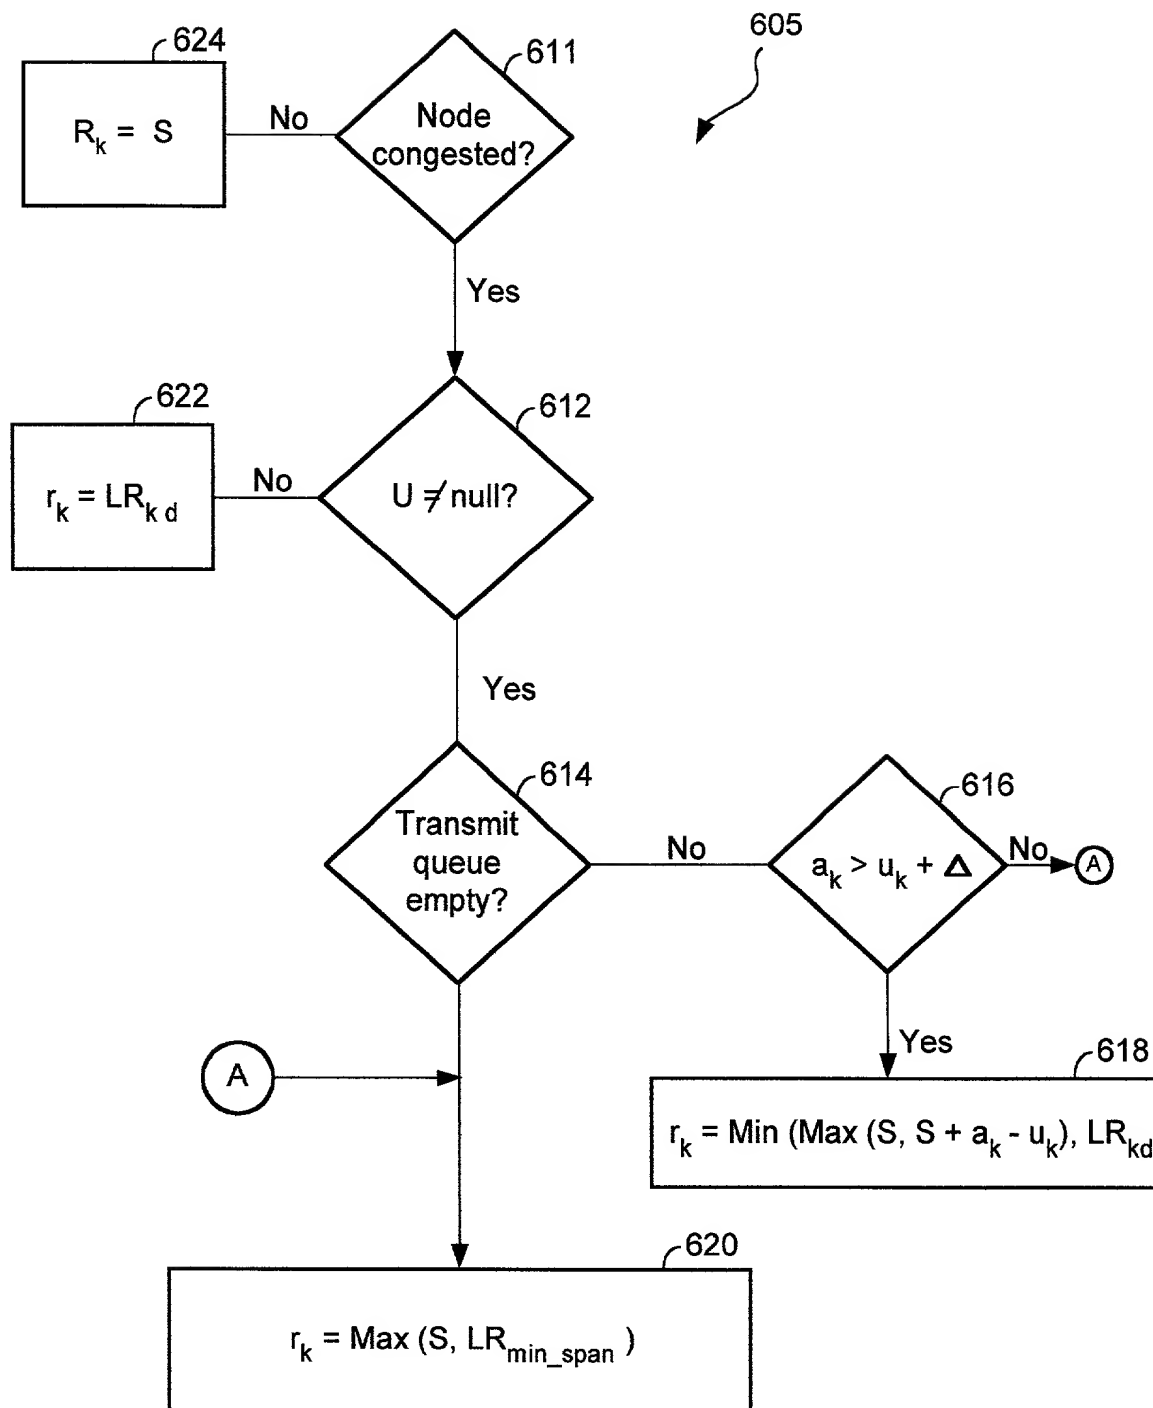 605
624
611
R_k = S
No
Node
congested?
Yes
622
612
r_k = LR_k d
No
U ≠ null?
Yes
614
616
Transmit
queue
empty?
No
a_k > u_k + Δ
No
A
Yes
A
618
r_k = Min (Max (S, S + a_k - u_k), LR_kd
620
r_k = Max (S, LR_min_span )